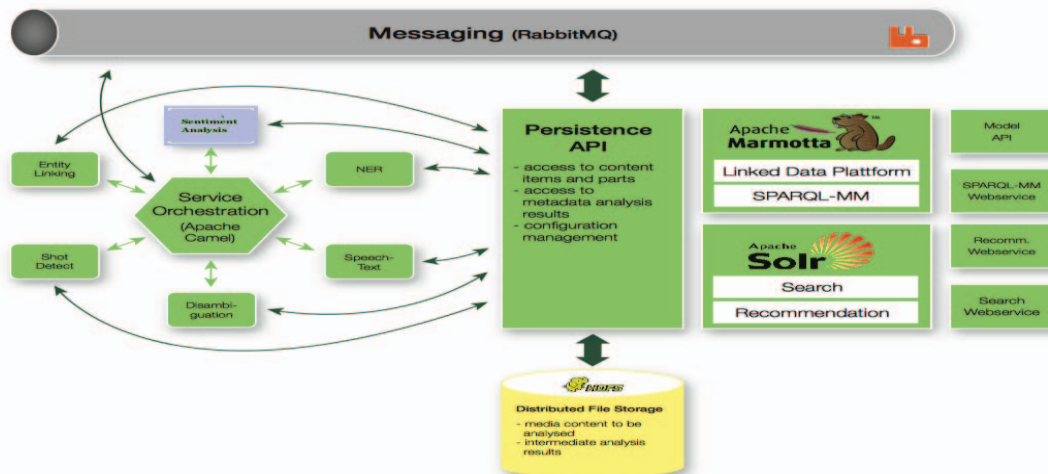 Messaging (RabbitMQ)
Sentiment
Analysis
Entity
Linking
NER
Service
Orchestration
(Apache
Camel)
Shot
Detect
Speech-
Text
Disambi-
guation
Persistence
API
- access to content
items and parts
- access to
metadata analysis
results
- configuration
management
Apache
Marmotta
TM
Linked Data Plattform
SPARQL-MM
Apache
Solr
Search
Recommendation
Model
API
SPARQL-MM
Webservice
Recomm.
Webservice
Search
Webservice
HDFS
Distributed File Storage
- media content to be
analysed
- intermediate analysis
results